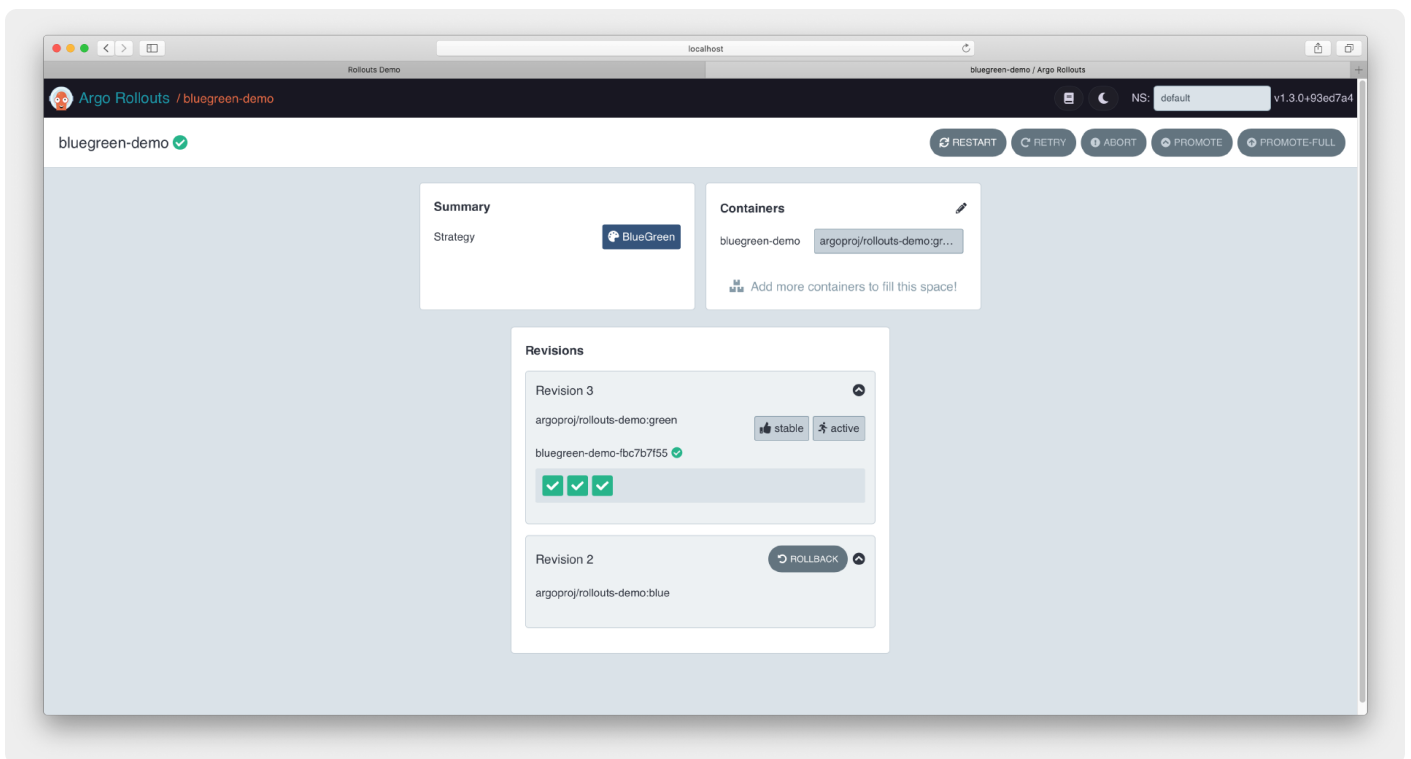 localhost
Rollouts Demo
bluegreen-demo / Argo Rollouts
Argo Rollouts / bluegreen-demo
NS: default v1.3.0+93ed7a4
bluegreen-demo
RESTART RETRY ABORT PROMOTE PROMOTE-FULL
Summary
Strategy BlueGreen
Containers
bluegreen-demo argoproj/rollouts-demo:gr...
Add more containers to fill this space!
Revisions
Revision 3
argoproj/rollouts-demo:green
stable active
bluegreen-demo-fbc7b7f55
Revision 2 ROLLBACK
argoproj/rollouts-demo:blue